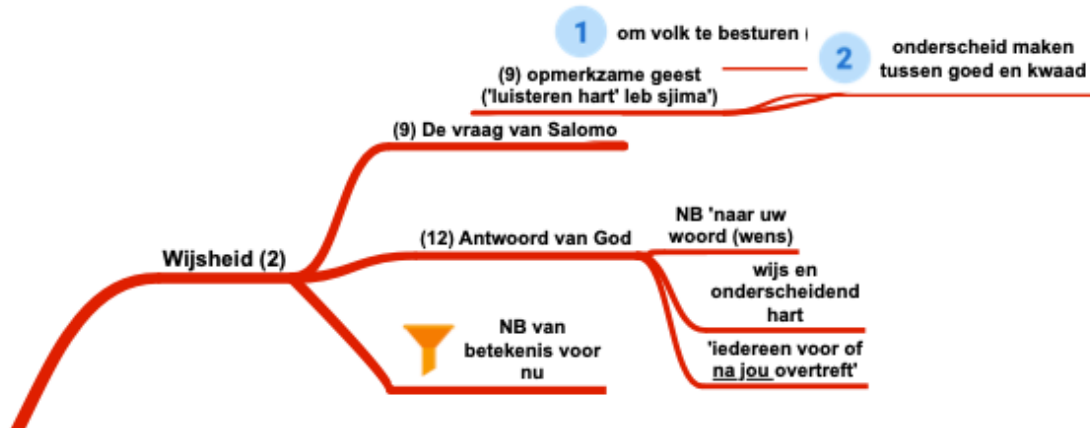 1 om volk te besturen (
2 onderscheid maken
tussen goed en kwaad
(9) opmerkzame geest
('luisteren hart' leb sjima')
(9) De vraag van Salomo
Wijsheid (2)
(12) Antwoord van God
NB 'naar uw
woord (wens)
wijs en
onderscheidend
hart
'iedereen voor of
na jou overtreft'
NB van
betekenis voor
nu